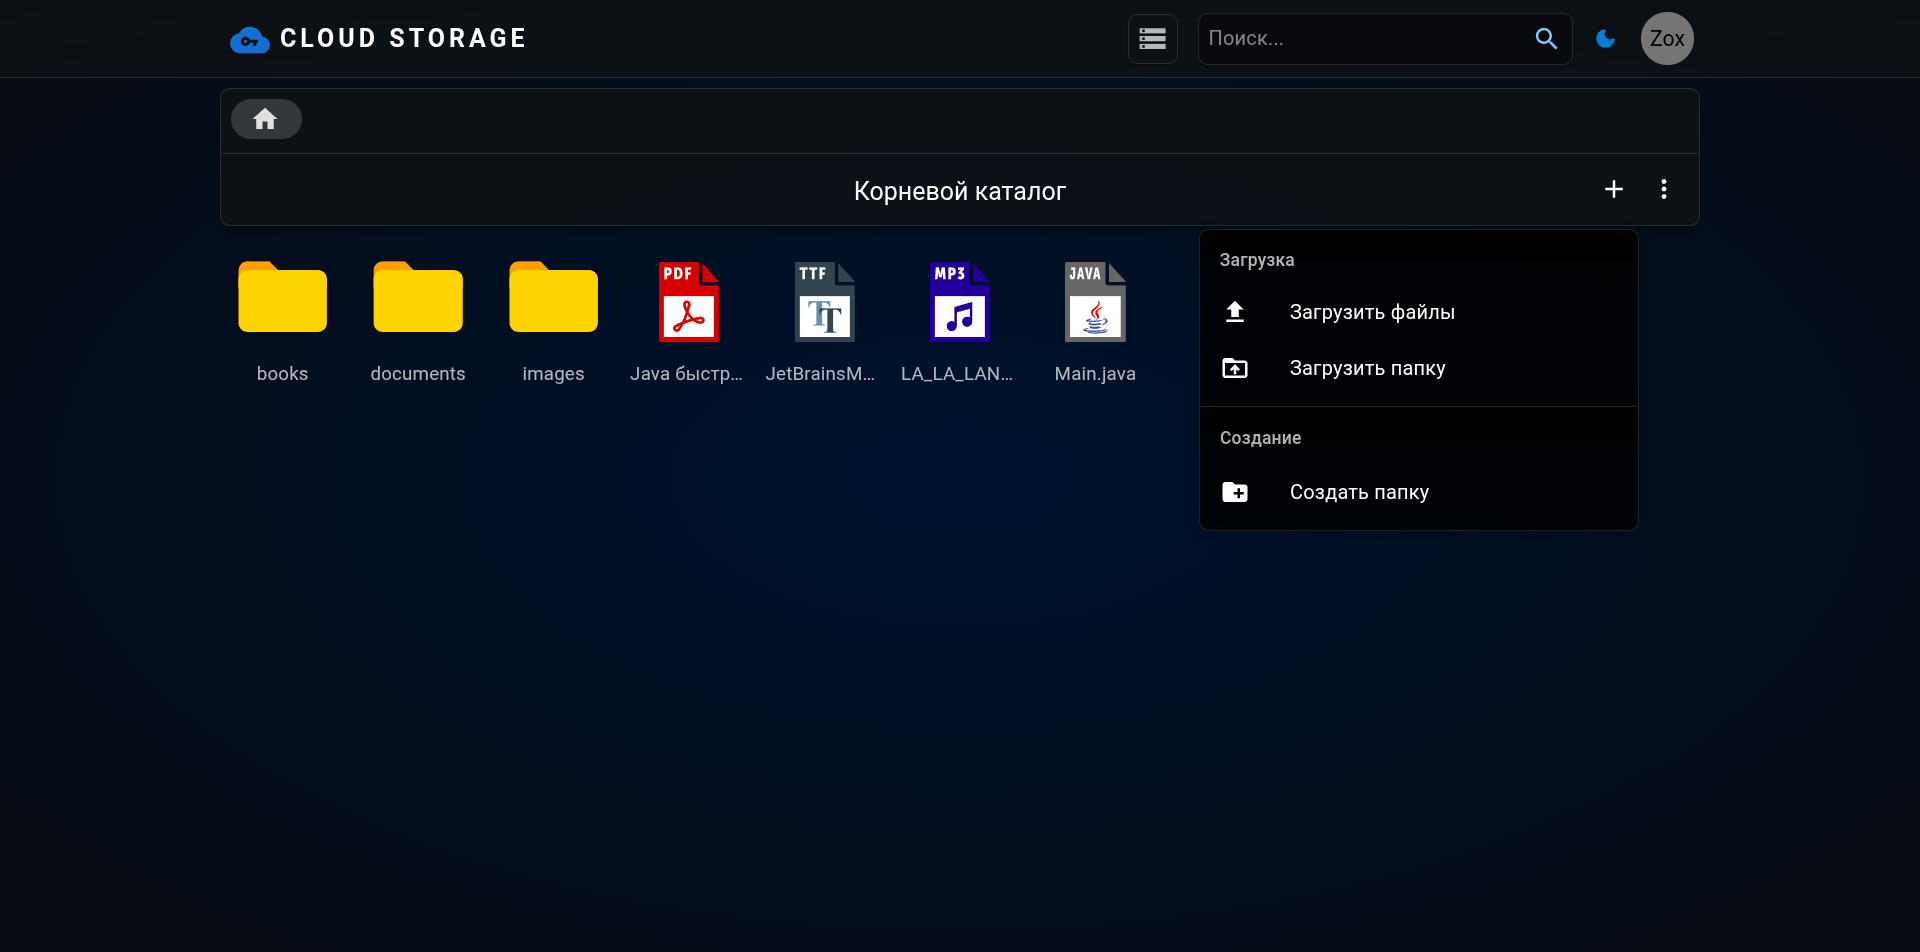 CLOUD STORAGE
Поиск...
Zox
Корневой каталог
Загрузка
Загрузить файлы
Загрузить папку
Создание
Создать папку
PDF
TTF
MP3
JAVA
books
documents
images
Java быстр...
JetBrainsM...
LA_LA_LAN...
Main.java